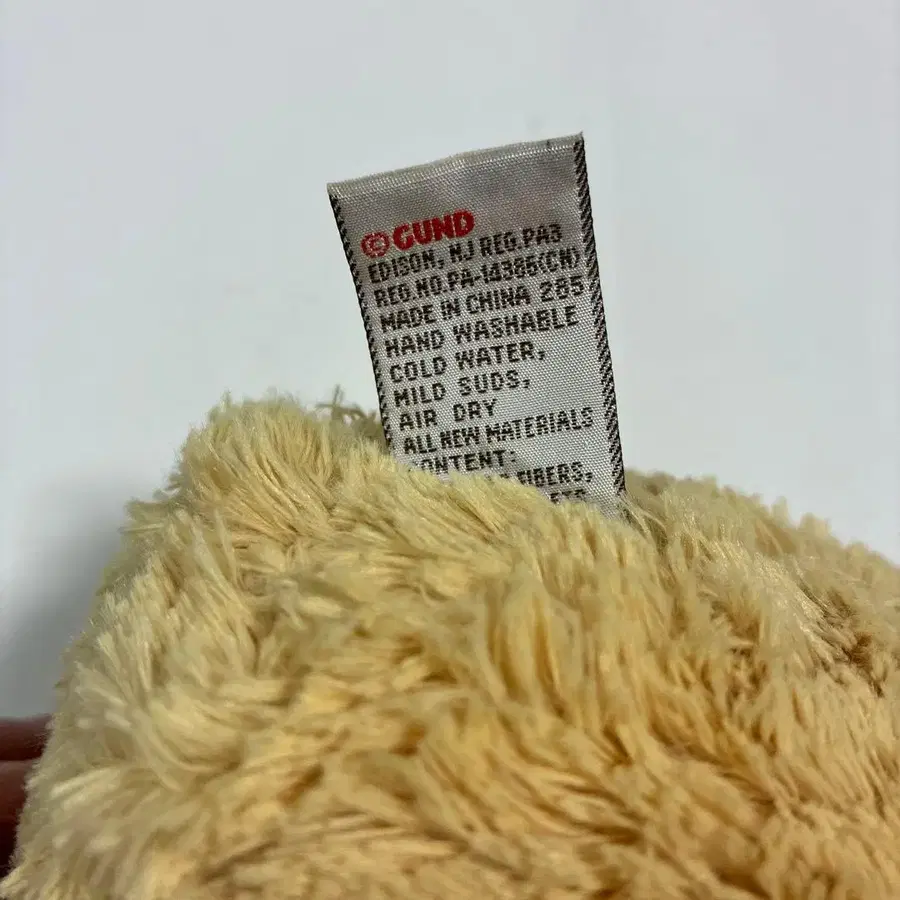 © GUND
EDISON, NJ REG.PA3
REG.NO.PA-14385(CN)
MADE IN CHINA 285
HAND WASHABLE
COLD WATER,
MILD SUDS,
AIR DRY
ALL NEW MATERIALS
CONTENT:
FIBERS,